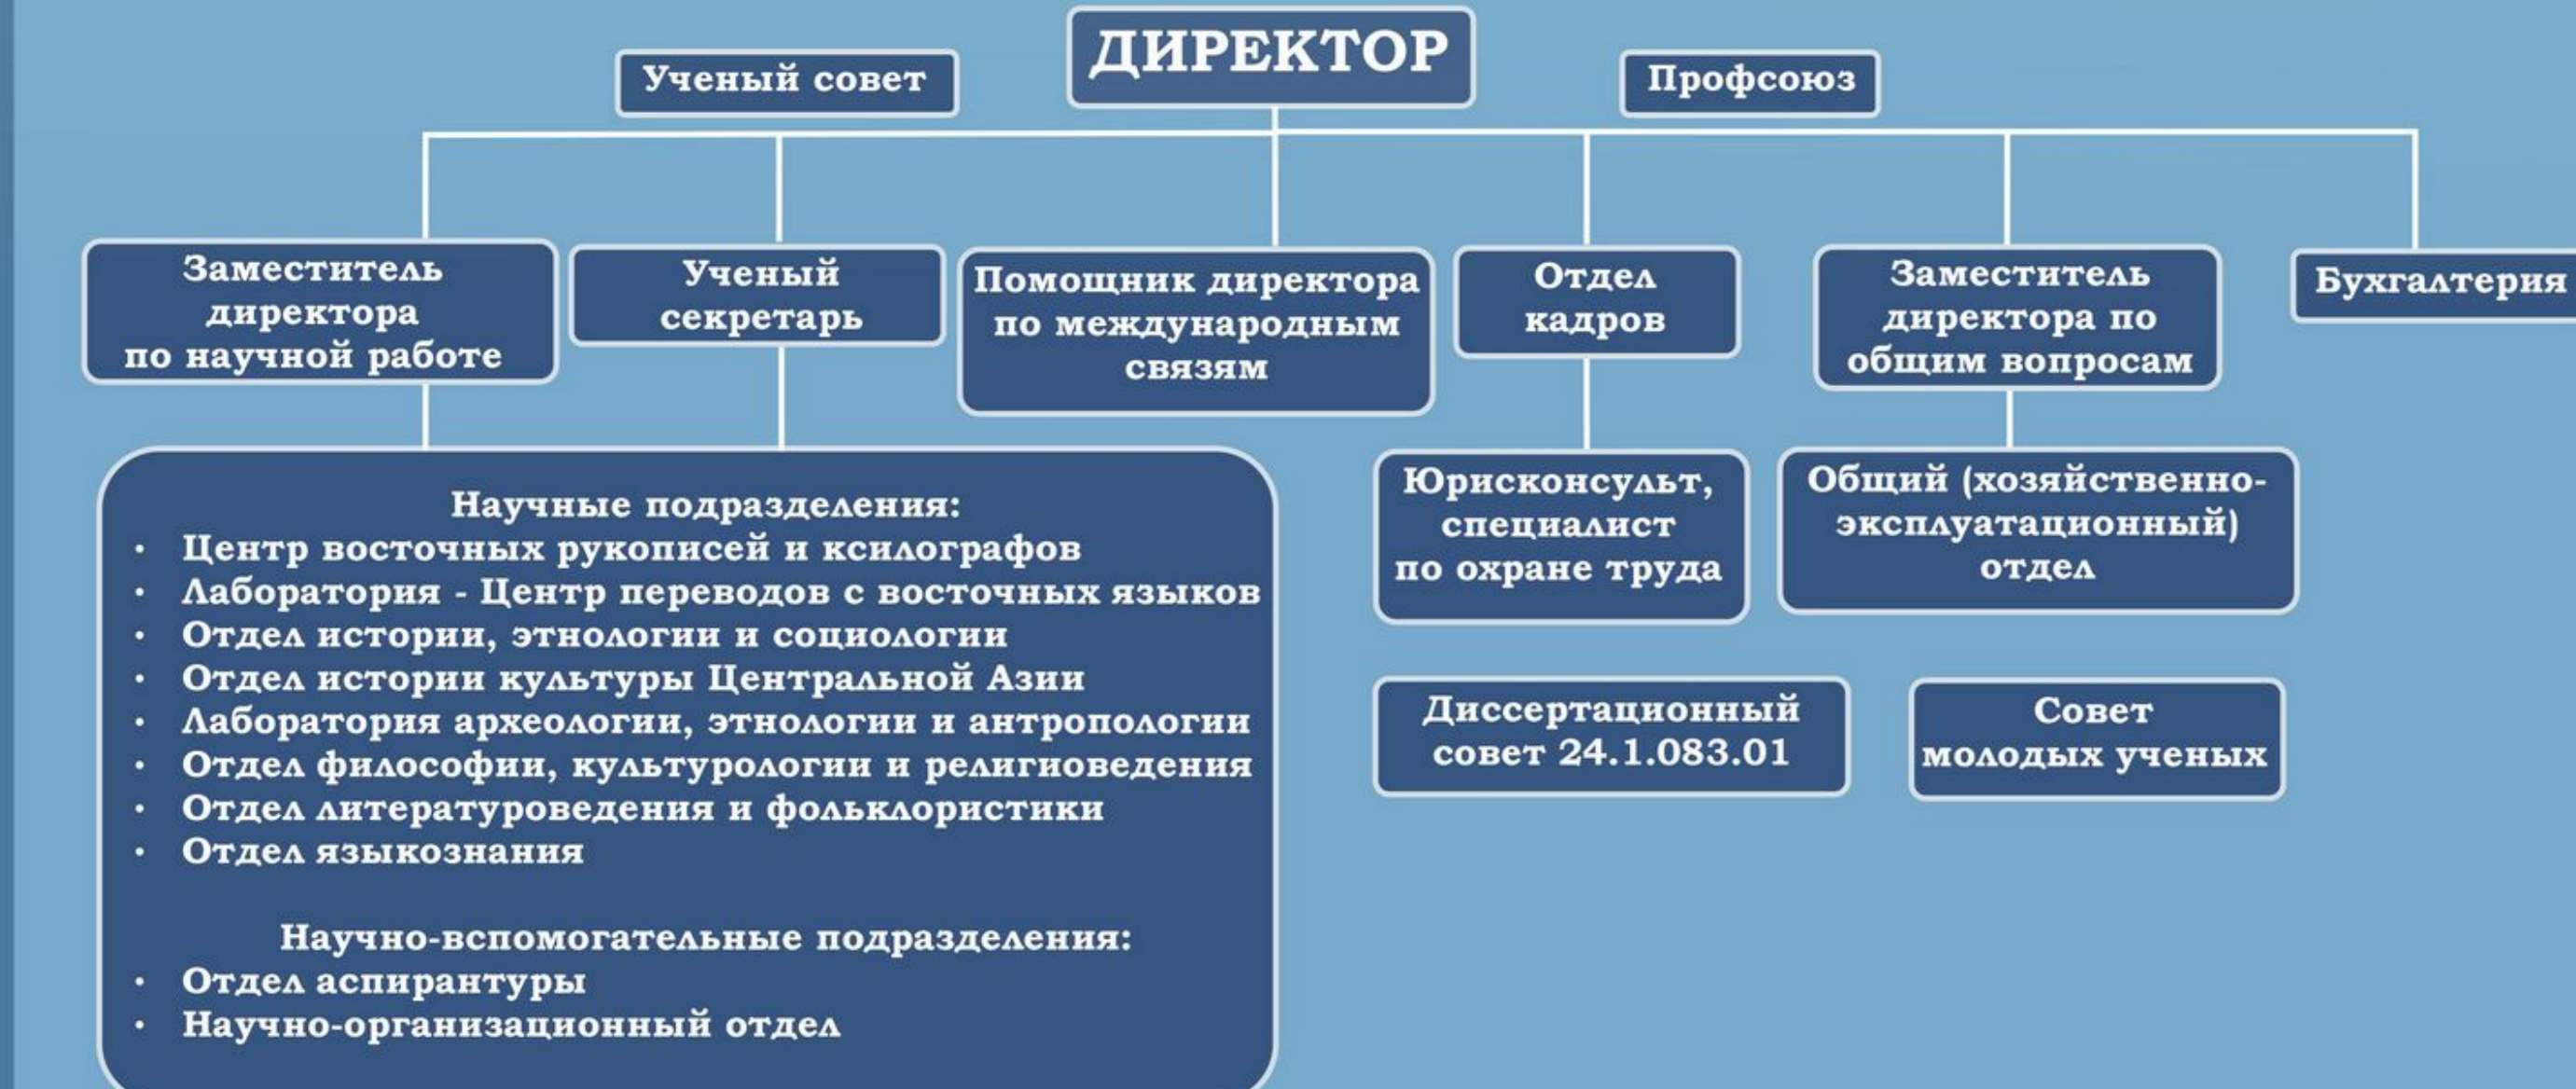 ДИРЕКТОР
Ученый совет
Профсоюз
Заместитель
директора
по научной работе
Ученый
секретарь
Помощник директора
по международным
связям
Отдел
кадров
Заместитель
директора по
общим вопросам
Бухгалтерия
Научные подразделения:
· Центр восточных рукописей и ксилографов
· Лаборатория - Центр переводов с восточных языков
· Отдел истории, этнологии и социологии
· Отдел истории культуры Центральной Азии
· Лаборатория археологии, этнологии и антропологии
· Отдел философии, культурологии и религиоведения
· Отдел литературоведения и фольклористики
· Отдел языкознания
Научно-вспомогательные подразделения:
· Отдел аспирантуры
· Научно-организационный отдел
Юрисконсульт,
специалист
по охране труда
Общий (хозяйственно-
эксплуатационный)
отдел
Диссертационный
совет 24.1.083.01
Совет
молодых ученых